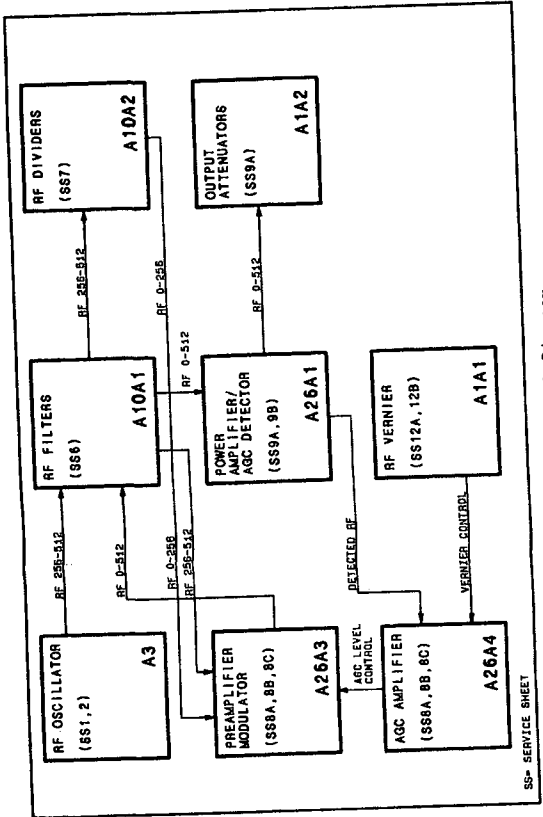 RF OSCILLATOR
(SS1, 2)
A3
RF 256-512
RF FILTERS
(SS6)
A10A1
RF 256-512
RF DIVIDERS
(SS7)
A10A2
RF 0-512
RF 0-256
RF 256-512
RF 0-512
RF 0-256
PREAMPLIFIER
MODULATOR
(SS8A, 8B, 8C)
A26A3
POWER
AMPLIFIER/
AGC DETECTOR
(SS9A, 9B)
A26A1
RF 0-512
OUTPUT
ATTENUATORS
(SS9A)
A1A2
AGC LEVEL
CONTROL
DETECTED RF
AGC AMPLIFIER
(SS8A, 8B, 8C)
A26A4
VERNIER CONTROL
RF VERNIER
(SS12A, 12B)
A1A1
SS= SERVICE SHEET